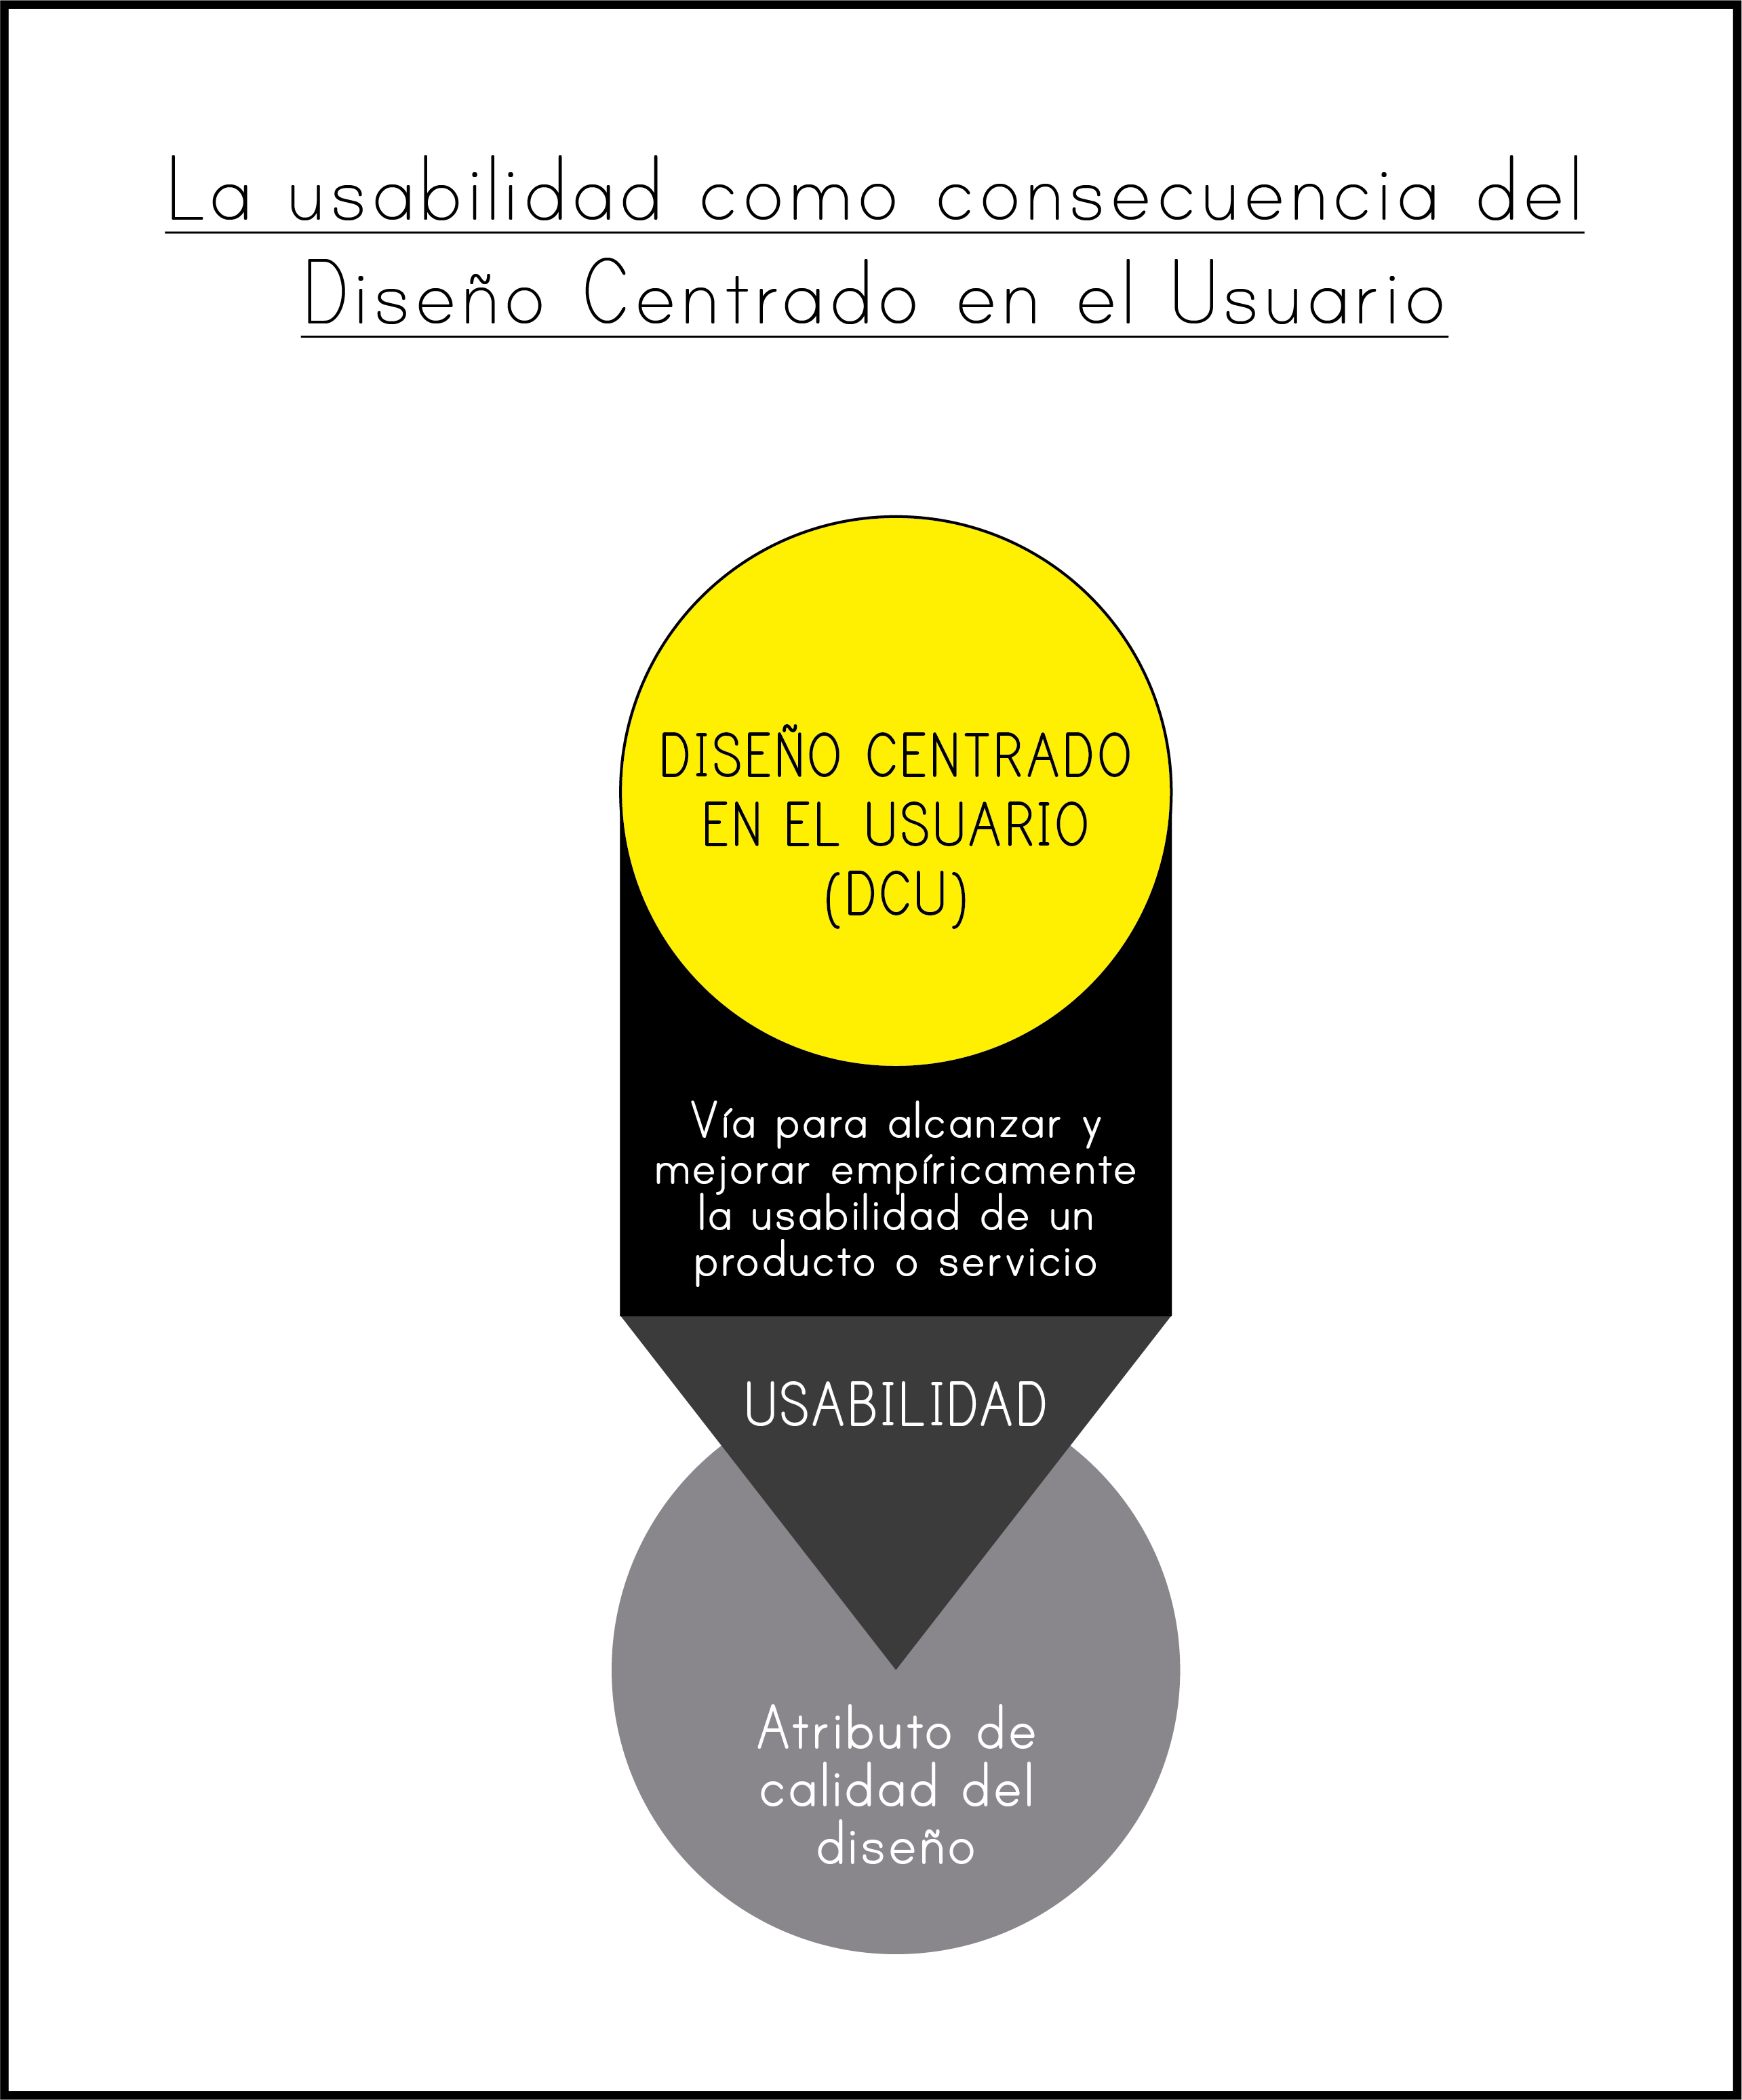 La usabilidad como consecuencia del
Diseño Centrado en el Usuario
DISEÑO CENTRADO
EN EL USUARIO
(DCU)
Vía para alcanzar y
mejorar empíricamente
la usabilidad de un
producto o servicio
USABILIDAD
Atributo de
calidad del
diseño